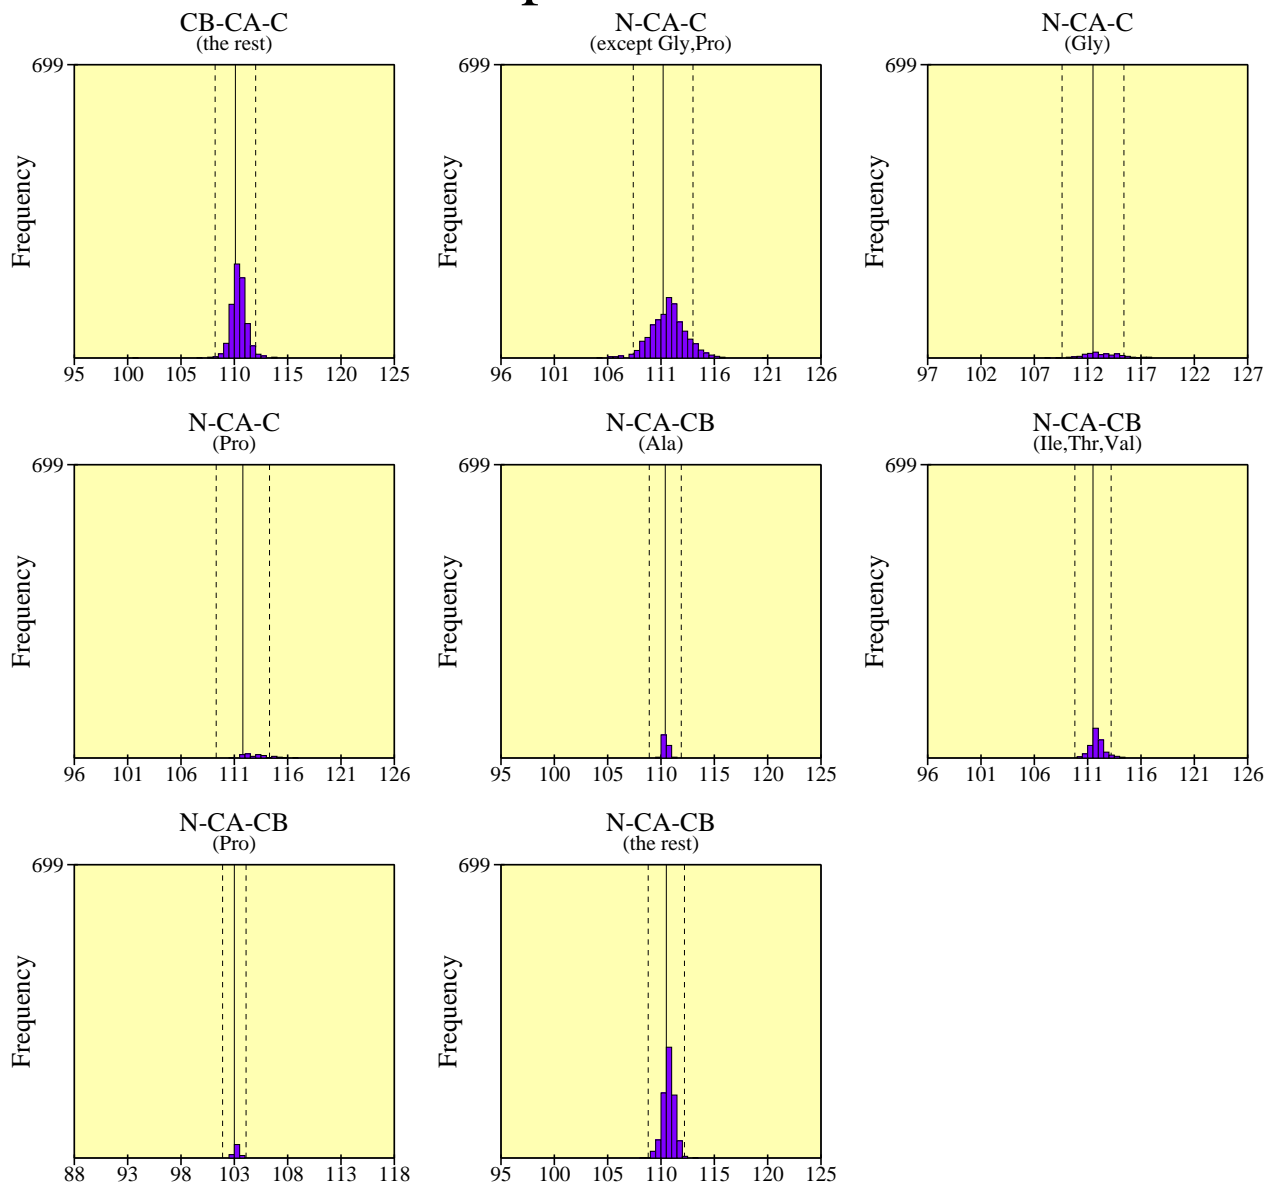 CB-CA-C
(the rest)
699
Frequency
95 100 105 110 115 120 125
N-CA-C
(except Gly,Pro)
699
Frequency
96 101 106 111 116 121 126
N-CA-C
(Gly)
699
Frequency
97 102 107 112 117 122 127
N-CA-C
(Pro)
699
Frequency
96 101 106 111 116 121 126
N-CA-CB
(Ala)
699
Frequency
95 100 105 110 115 120 125
N-CA-CB
(Ile,Thr,Val)
699
Frequency
96 101 106 111 116 121 126
N-CA-CB
(Pro)
699
Frequency
88 93 98 103 108 113 118
N-CA-CB
(the rest)
699
Frequency
95 100 105 110 115 120 125